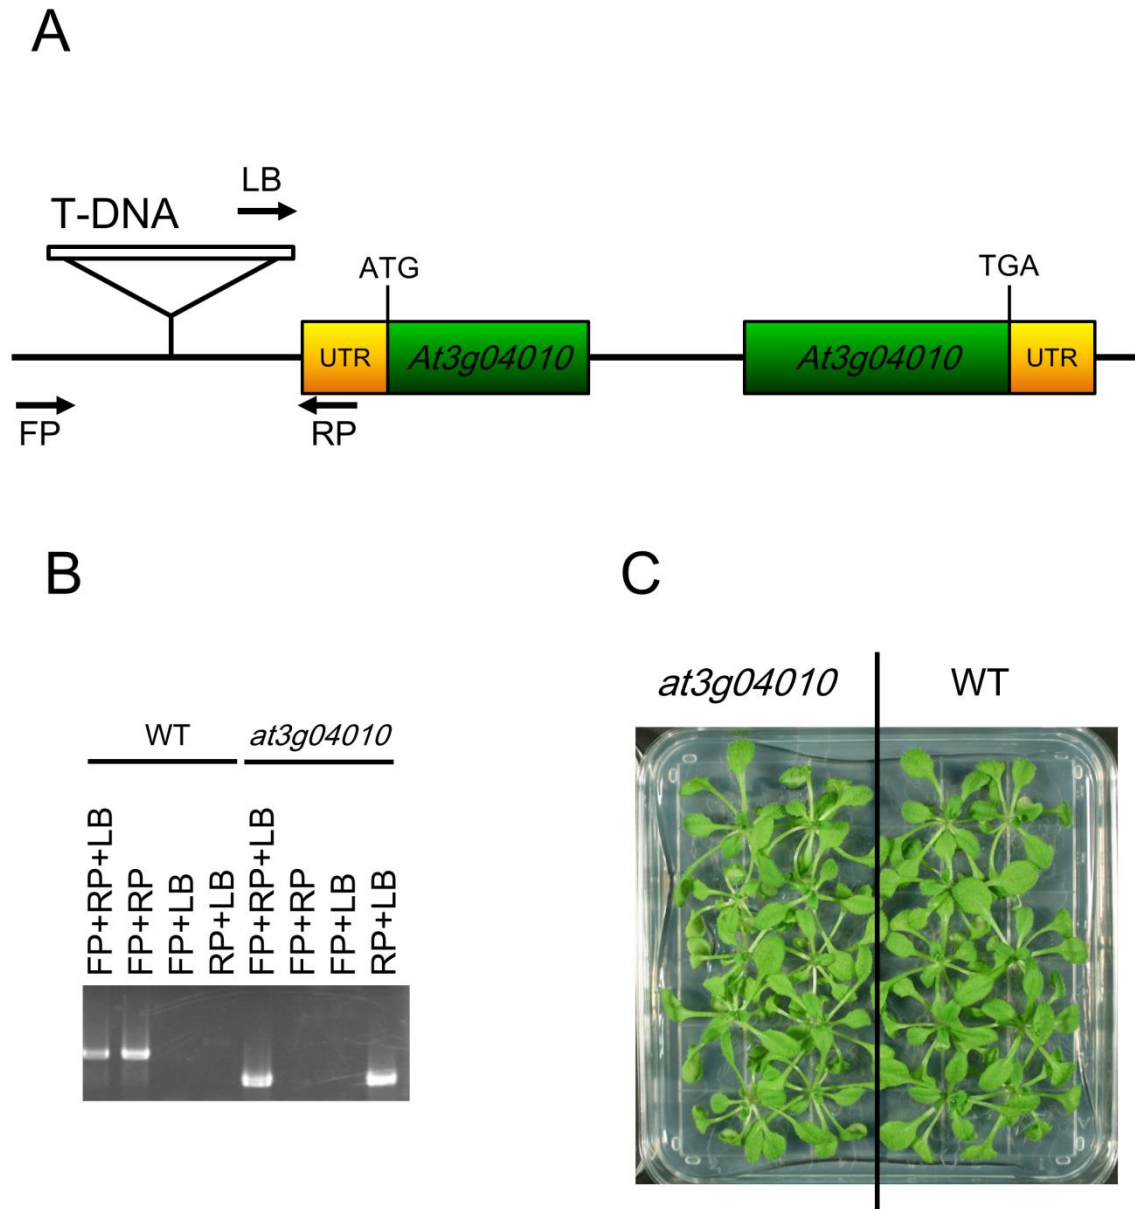 A
LB
T-DNA
ATG
TGA
UTR
At3g04010
At3g04010
UTR
FP
RP
B
C
WT
at3g04010
FP+RP+LB
FP+RP
FP+LB
RP+LB
FP+RP+LB
FP+RP
FP+LB
RP+LB
at3g04010
WT